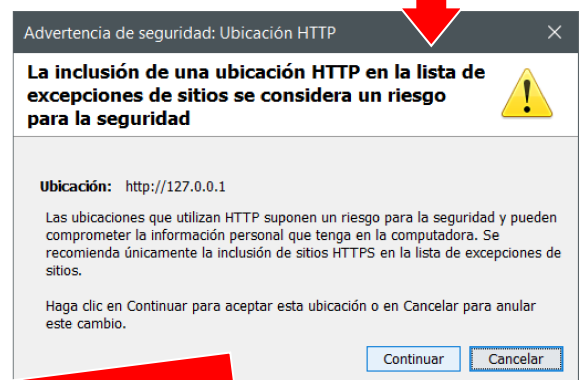 Advertencia de seguridad: Ubicación HTTP
La inclusión de una ubicación HTTP en la lista de
excepciones de sitios se considera un riesgo
para la seguridad
Ubicación: http://127.0.0.1
Las ubicaciones que utilizan HTTP suponen un riesgo para la seguridad y pueden
comprometer la información personal que tenga en la computadora. Se
recomienda únicamente la inclusión de sitios HTTPS en la lista de excepciones de
sitios.
Haga clic en Continuar para aceptar esta ubicación o en Cancelar para anular
este cambio.
Continuar Cancelar